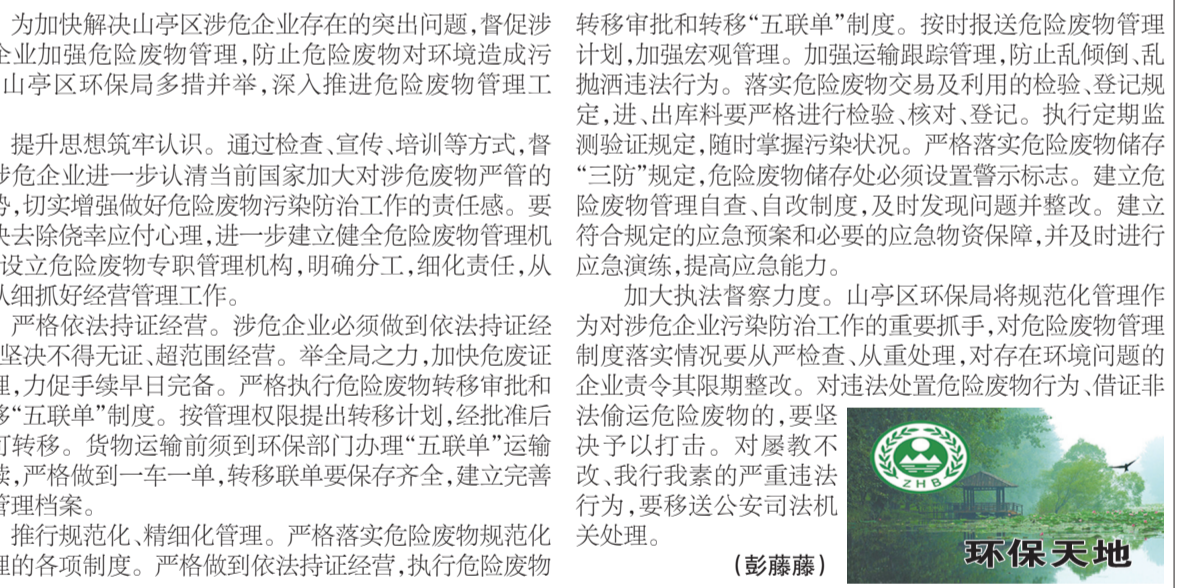 为加快解决山亭区涉危企业存在的突出问题,督促涉
企业加强危险废物管理,防止危险废物对环境造成污
山亭区环保局多措并举,深入推进危险废物管理工
提升思想筑牢认识。通过检查、宣传、培训等方式,督
涉危企业进一步认清当前国家加大对涉危废物严管的
势,切实增强做好危险废物污染防治工作的责任感。要
决去除侥幸应付心理,进一步建立健全危险废物管理机
设立危险废物专职管理机构,明确分工,细化责任,从
从细抓好经营管理工作。
严格依法持证经营。涉危企业必须做到依法持证经
坚决不得无证、超范围经营。举全局之力,加快危废证
理,力促手续早日完备。严格执行危险废物转移审批和
移“五联单”制度。按管理权限提出转移计划,经批准后
可转移。货物运输前须到环保部门办理“五联单”运输
续,严格做到一车一单,转移联单要保存齐全,建立完善
管理档案。
推行规范化、精细化管理。严格落实危险废物规范化
理的各项制度。严格做到依法持证经营,执行危险废物
转移审批和转移“五联单”制度。按时报送危险废物管理
计划,加强宏观管理。加强运输跟踪管理,防止乱倾倒、乱
抛洒违法行为。落实危险废物交易及利用的检验、登记规
定,进、出库料要严格进行检验、核对、登记。执行定期监
测验证规定,随时掌握污染状况。严格落实危险废物储存
“三防”规定,危险废物储存处必须设置警示标志。建立危
险废物管理自查、自改制度,及时发现问题并整改。建立
符合规定的应急预案和必要的应急物资保障,并及时进行
应急演练,提高应急能力。
加大执法督察力度。山亭区环保局将规范化管理作
为对涉危企业污染防治工作的重要抓手,对危险废物管理
制度落实情况要从严检查、从重处理,对存在环境问题的
企业责令其限期整改。对违法处置危险废物行为、借证非
法偷运危险废物的,要坚
决予以打击。对屡教不
改、我行我素的严重违法
行为,要移送公安司法机
关处理。
(彭藤藤)
ZHB
环保天地